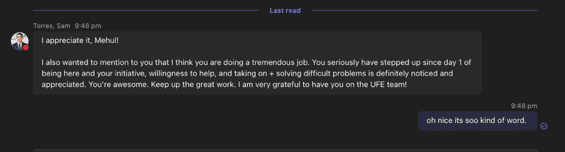 Last read
Torres, Sam 9:48 pm
I appreciate it, Mehul!
I also wanted to mention to you that I think you are doing a tremendous job. You seriously have stepped up since day 1 of
being here and your initiative, willingness to help, and taking on + solving difficult problems is definitely noticed and
appreciated. You're awesome. Keep up the great work. I am very grateful to have you on the UFE team!
9:48 pm
oh nice its soo kind of word.